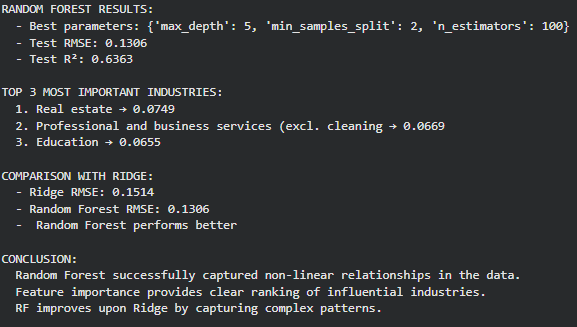 RANDOM FOREST RESULTS:
- Best parameters: {'max_depth': 5, 'min_samples_split': 2, 'n_estimators': 100}
- Test RMSE: 0.1306
- Test R²: 0.6363
TOP 3 MOST IMPORTANT INDUSTRIES:
1. Real estate → 0.0749
2. Professional and business services (excl. cleaning → 0.0669
3. Education → 0.0655
COMPARISON WITH RIDGE:
- Ridge RMSE: 0.1514
- Random Forest RMSE: 0.1306
- Random Forest performs better
CONCLUSION:
Random Forest successfully captured non-linear relationships in the data.
Feature importance provides clear ranking of influential industries.
RF improves upon Ridge by capturing complex patterns.